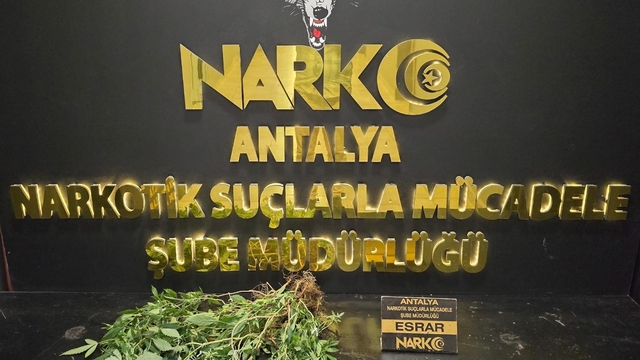 NARKO
ANTALYA
NARKOTİK SUÇLARLA MÜCADELE
ŞUBE MÜDÜRLÜĞÜ
ANTALYA
NARKOTİK SUÇLARLA MÜCADELE
ŞUBE MÜDÜRLÜĞÜ
ESRAR
NARKO